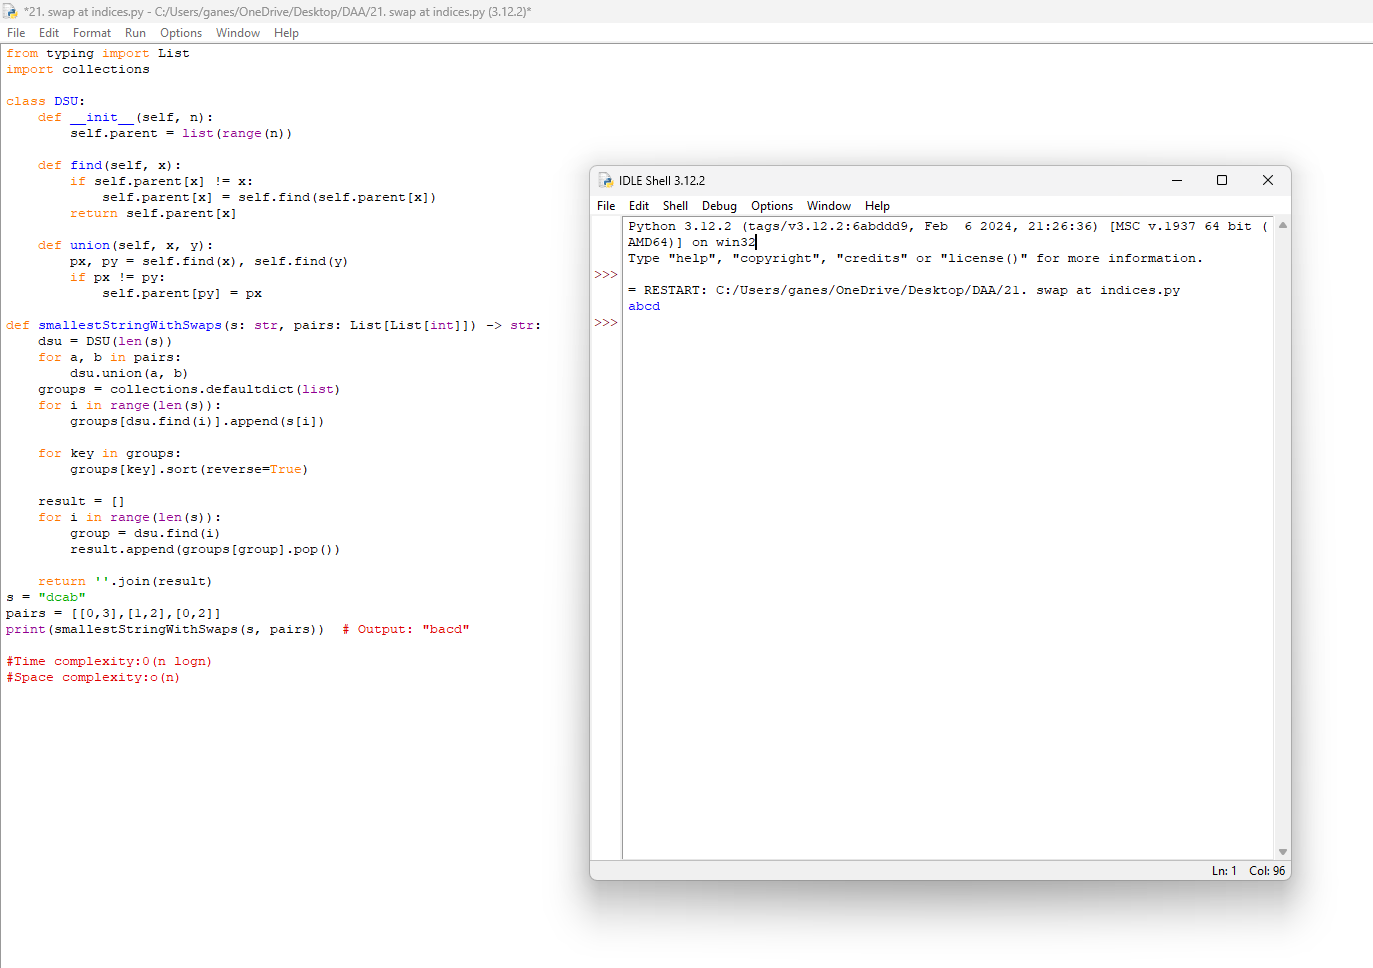 *21. swap at indices.py - C:/Users/ganes/OneDrive/Desktop/DAA/21. swap at indices.py (3.12.2)*
File Edit Format Run Options Window Help
from typing import List
import collections
class DSU:
    def __init__(self, n):
        self.parent = list(range(n))
    def find(self, x):
        if self.parent[x] != x:
            self.parent[x] = self.find(self.parent[x])
        return self.parent[x]
    def union(self, x, y):
        px, py = self.find(x), self.find(y)
        if px != py:
            self.parent[py] = px
def smallestStringWithSwaps(s: str, pairs: List[List[int]]) -> str:
    dsu = DSU(len(s))
    for a, b in pairs:
        dsu.union(a, b)
    groups = collections.defaultdict(list)
    for i in range(len(s)):
        groups[dsu.find(i)].append(s[i])
    for key in groups:
        groups[key].sort(reverse=True)
    result = []
    for i in range(len(s)):
        group = dsu.find(i)
        result.append(groups[group].pop())
    return ''.join(result)
s = "dcab"
pairs = [[0,3],[1,2],[0,2]]
print(smallestStringWithSwaps(s, pairs))  # Output: "bacd"
#Time complexity:0(n logn)
#Space complexity:o(n)
IDLE Shell 3.12.2
File Edit Shell Debug Options Window Help
Python 3.12.2 (tags/v3.12.2:6abddd9, Feb  6 2024, 21:26:36) [MSC v.1937 64 bit (
AMD64)] on win32
Type "help", "copyright", "credits" or "license()" for more information.
>>>
= RESTART: C:/Users/ganes/OneDrive/Desktop/DAA/21. swap at indices.py
abcd
>>>
Ln: 1 Col: 96